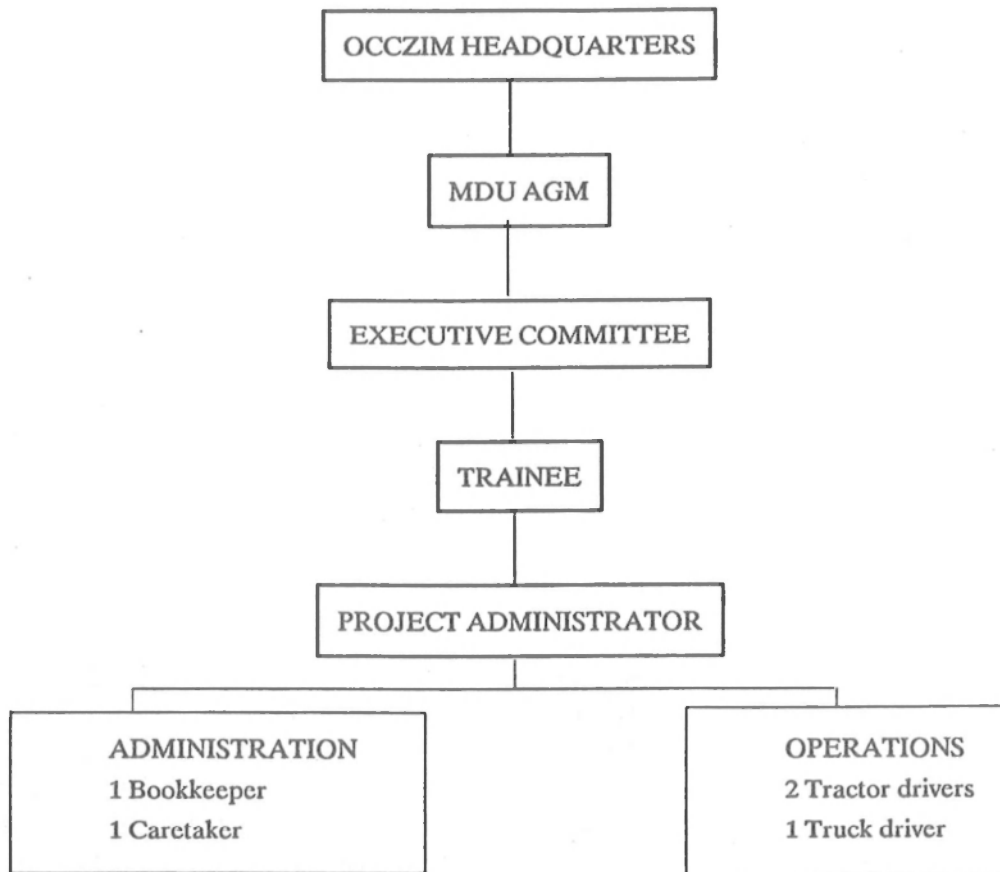 OCCZIM HEADQUARTERS
MDU AGM
EXECUTIVE COMMITTEE
TRAINEE
PROJECT ADMINISTRATOR
ADMINISTRATION
1 Bookkeeper
1 Caretaker
OPERATIONS
2 Tractor drivers
1 Truck driver